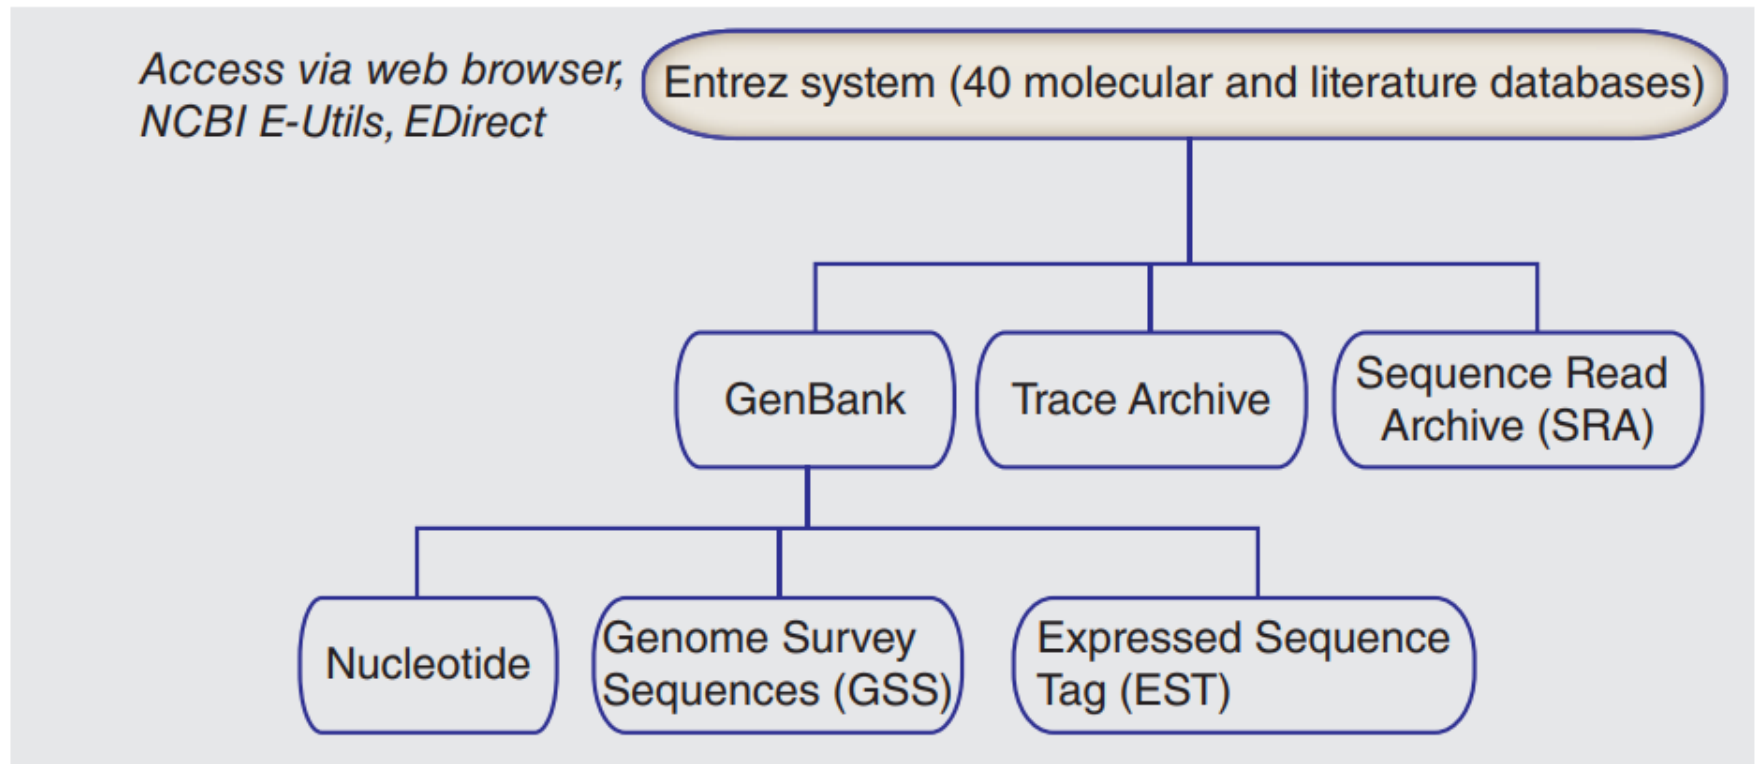 Access via web browser,
NCBI E-Utils, EDirect
Entrez system (40 molecular and literature databases)
GenBank
Trace Archive
Sequence Read
Archive (SRA)
Nucleotide
Genome Survey
Sequences (GSS)
Expressed Sequence
Tag (EST)